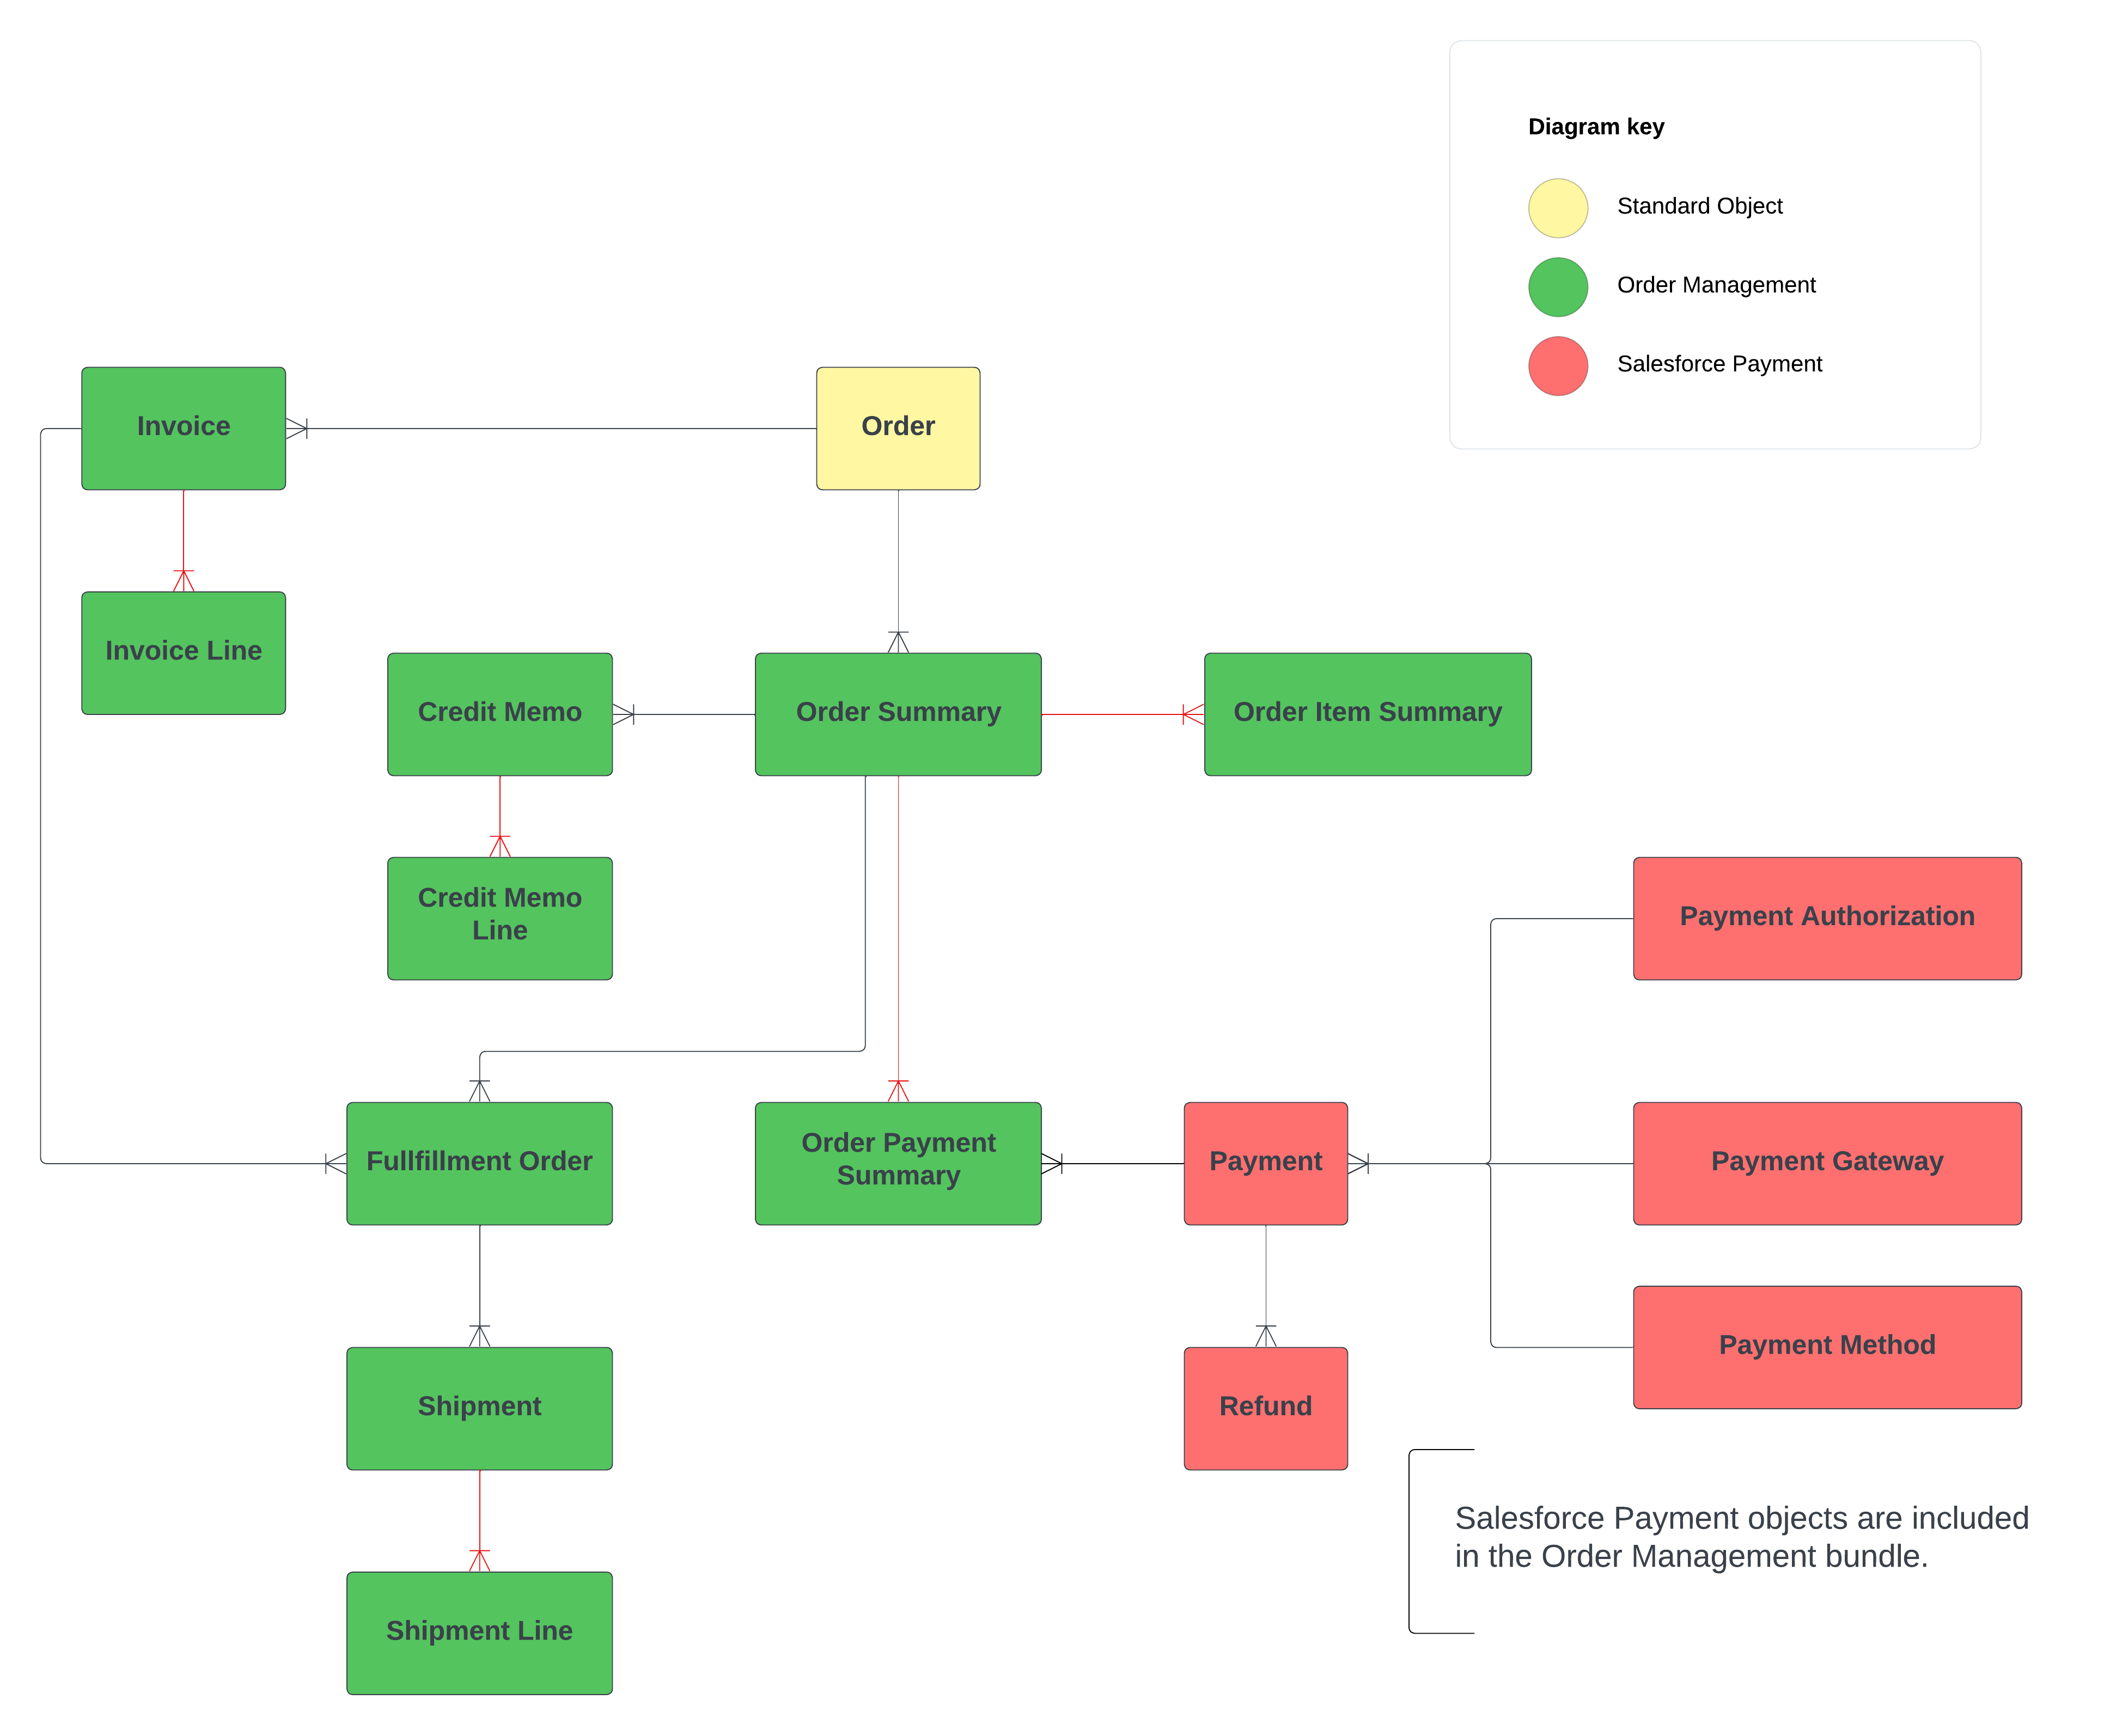 Diagram key
Standard Object
Order Management
Salesforce Payment
Invoice
Order
Invoice Line
Credit Memo
Order Summary
Order Item Summary
Credit Memo
Line
Payment Authorization
Fullfillment Order
Order Payment
Summary
Payment
Payment Gateway
Payment Method
Shipment
Refund
Salesforce Payment objects are included
in the Order Management bundle.
Shipment Line